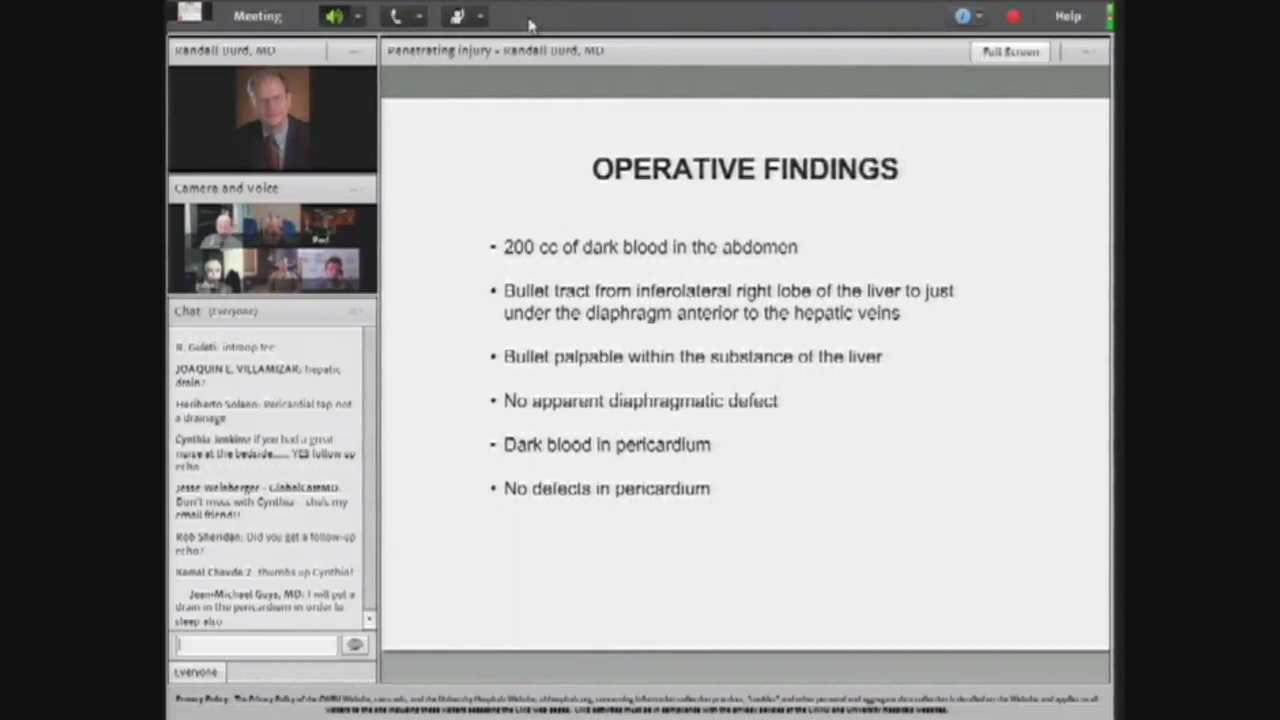 Meeting
Help
Randall Burd, MD
Penetrating Injury - Randall Burd, MD
Full Screen
Camera and Voice
Chat (Everyone)
R. Galati: intraop tee
JOAQUIN E. VILLAMIZAR: hepatic
drain?
Heriberto Solano: Pericardial tap not
a drainage
Cynthia Jenkins: if you had a great
nurse at the bedside..... YES follow up
echo
Jesse Weinberger - GlobalCastMD:
Don't mess with Cynthia - she's my
email friend!!
Rob Sheridan: Did you get a follow-up
echo?
Kamal Chavda 2: thumbs up Cynthia!
Jean-Michael Guys, MD: I will put a
drain in the pericardium in order to
sleep also
Everyone
OPERATIVE FINDINGS
• 200 cc of dark blood in the abdomen
• Bullet tract from inferolateral right lobe of the liver to just
under the diaphragm anterior to the hepatic veins
• Bullet palpable within the substance of the liver
• No apparent diaphragmatic defect
• Dark blood in pericardium
• No defects in pericardium